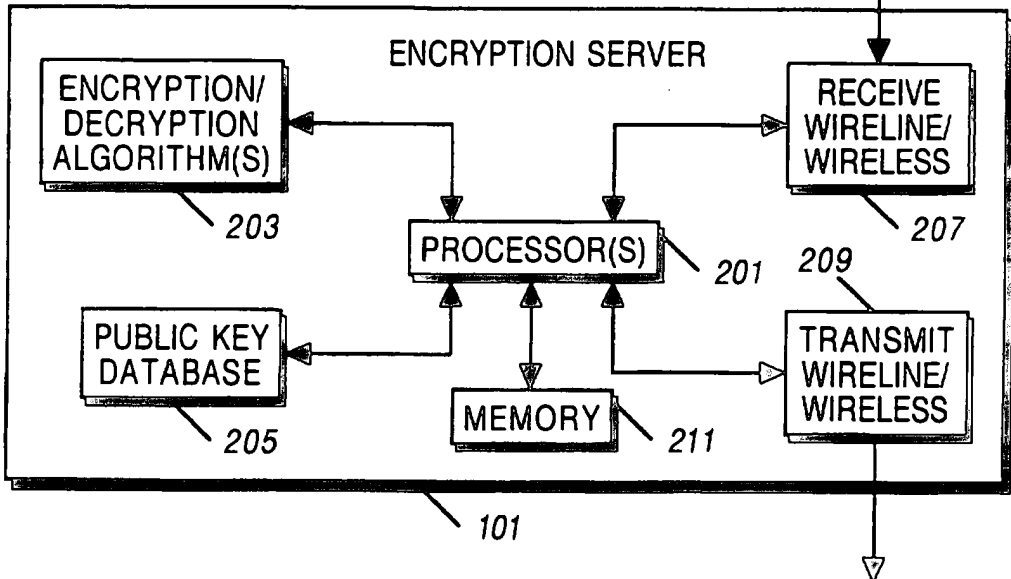 ENCRYPTION SERVER
ENCRYPTION/
DECRYPTION
ALGORITHM(S)
203
RECEIVE
WIRELINE/
WIRELESS
207
PROCESSOR(S)
201
209
PUBLIC KEY
DATABASE
205
MEMORY
211
TRANSMIT
WIRELINE/
WIRELESS
101